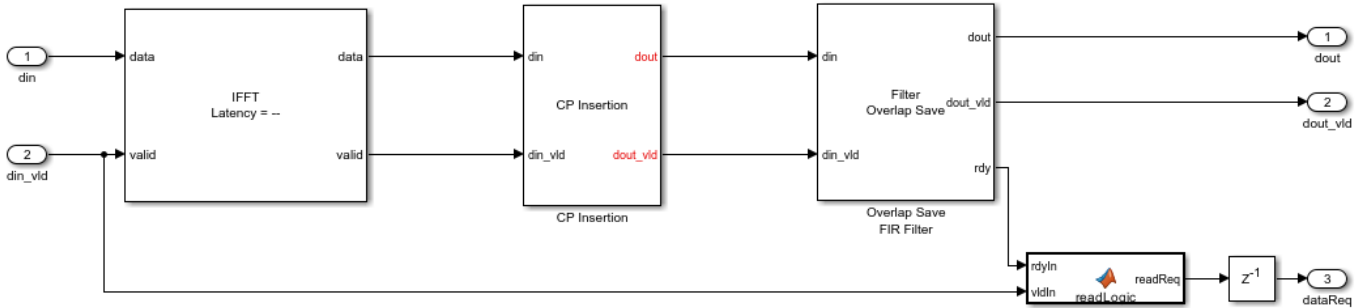 1
din
2
din_vld
data
valid
IFFT
Latency = --
data
valid
din
din_vld
CP Insertion
dout
dout_vld
CP Insertion
din
din_vld
Filter
Overlap Save
dout
dout_vld
rdy
Overlap Save
FIR Filter
rdyIn
vldIn
readReq
readLogic
z-1
1
dout
2
dout_vld
3
dataReq